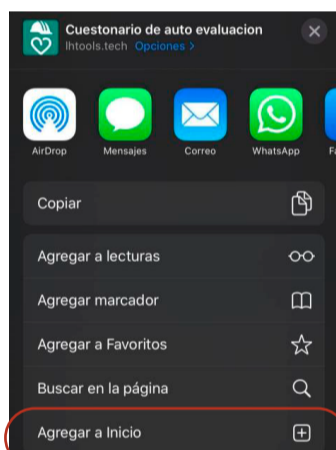 Cuestonario de auto evaluacion
lhtools.tech Opciones >
AirDrop
Mensajes
Correo
WhatsApp
Fa
Copiar
Agregar a lecturas
Agregar marcador
Agregar a Favoritos
Buscar en la página
Agregar a Inicio